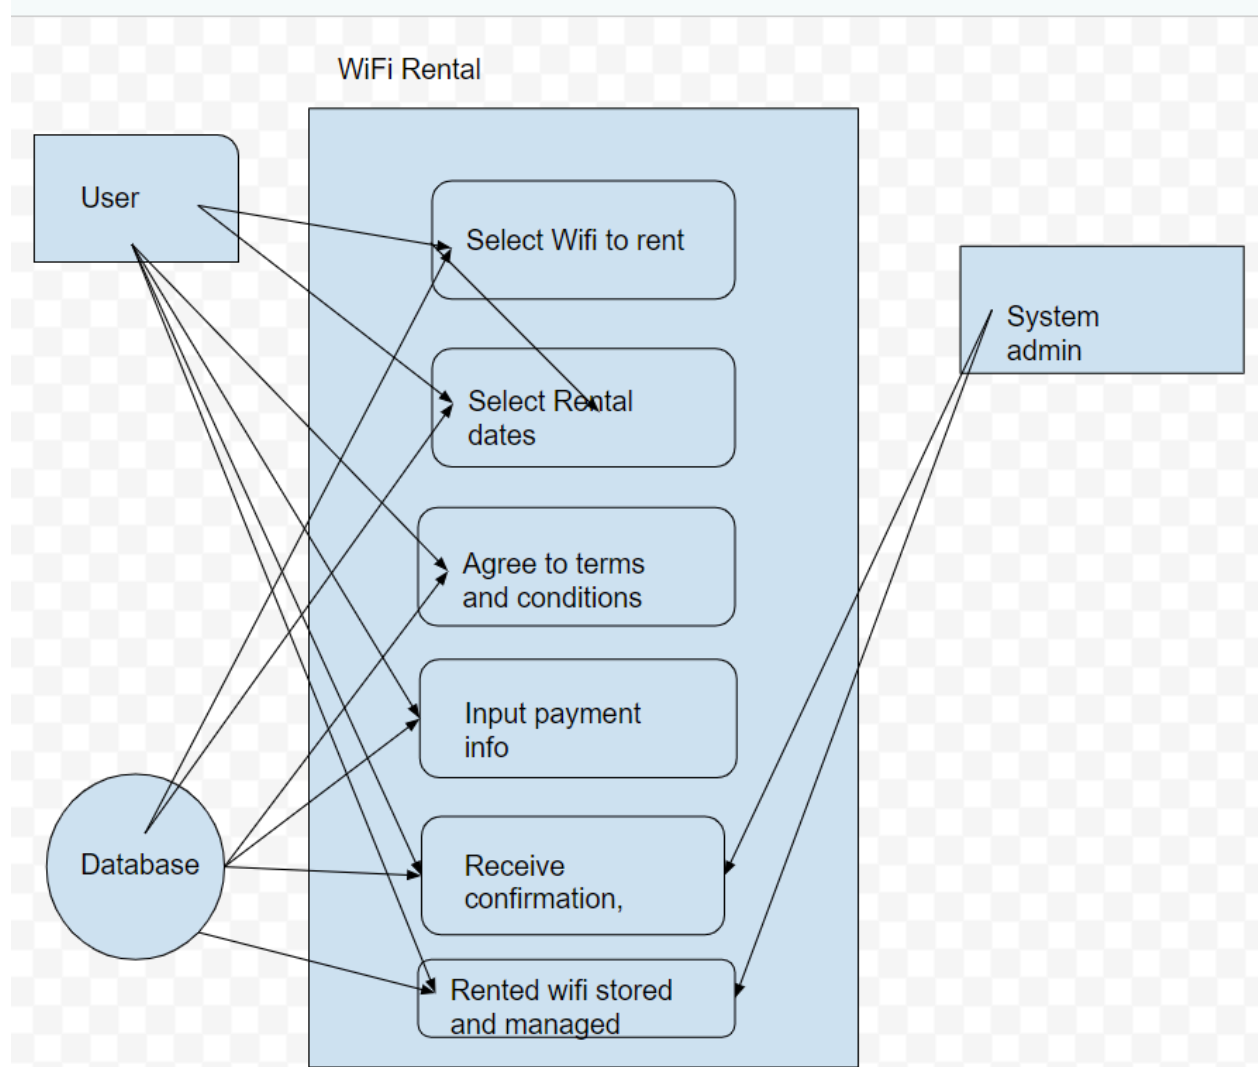 WiFi Rental
User
Select Wifi to rent
System
admin
Select Rental
dates
Agree to terms
and conditions
Input payment
info
Database
Receive
confirmation,
Rented wifi stored
and managed